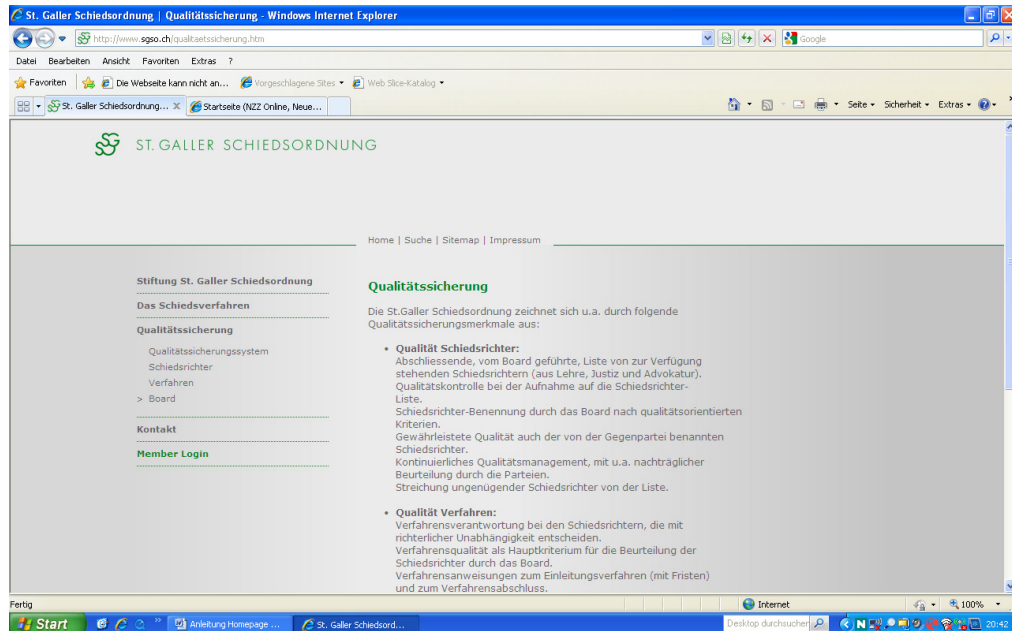 St. Galler Schiedsordnung | Qualitätssicherung - Windows Internet Explorer
http://www.sgso.ch/qualitaetssicherung.htm
Google
Datei Bearbeiten Ansicht Favoriten Extras ?
Favoriten Die Webseite kann nicht an... Vorgeschlagene Sites Web Slice-Katalog
St. Galler Schiedsordnung... Startseite (NZZ Online, Neue...
Seite Sicherheit Extras
ST. GALLER SCHIEDSORDNUNG
Home | Suche | Sitemap | Impressum
Stiftung St. Galler Schiedsordnung
Das Schiedsverfahren
Qualitätssicherung
Qualitätssicherungssystem
Schiedsrichter
Verfahren
> Board
Kontakt
Member Login
Qualitätssicherung
Die St.Galler Schiedsordnung zeichnet sich u.a. durch folgende
Qualitätssicherungsmerkmale aus:
• Qualität Schiedsrichter:
Abschliessende, vom Board geführte, Liste von zur Verfügung
stehenden Schiedsrichtern (aus Lehre, Justiz und Advokatur).
Qualitätskontrolle bei der Aufnahme auf die Schiedsrichter-
Liste.
Schiedsrichter-Benennung durch das Board nach qualitätsorientierten
Kriterien.
Gewährleistete Qualität auch der von der Gegenpartei benannten
Schiedsrichter.
Kontinuierliches Qualitätsmanagement, mit u.a. nachträglicher
Beurteilung durch die Parteien.
Streichung ungenügender Schiedsrichter von der Liste.
• Qualität Verfahren:
Verfahrensverantwortung bei den Schiedsrichtern, die mit
richterlicher Unabhängigkeit entscheiden.
Verfahrensqualität als Hauptkriterium für die Beurteilung der
Schiedsrichter durch das Board.
Verfahrensanweisungen zum Einleitungsverfahren (mit Fristen)
und zum Verfahrensabschluss.
Fertig Internet 100%
Start Anleitung Homepage ... St. Galler Schiedsord... Desktop durchsuchen 20:42